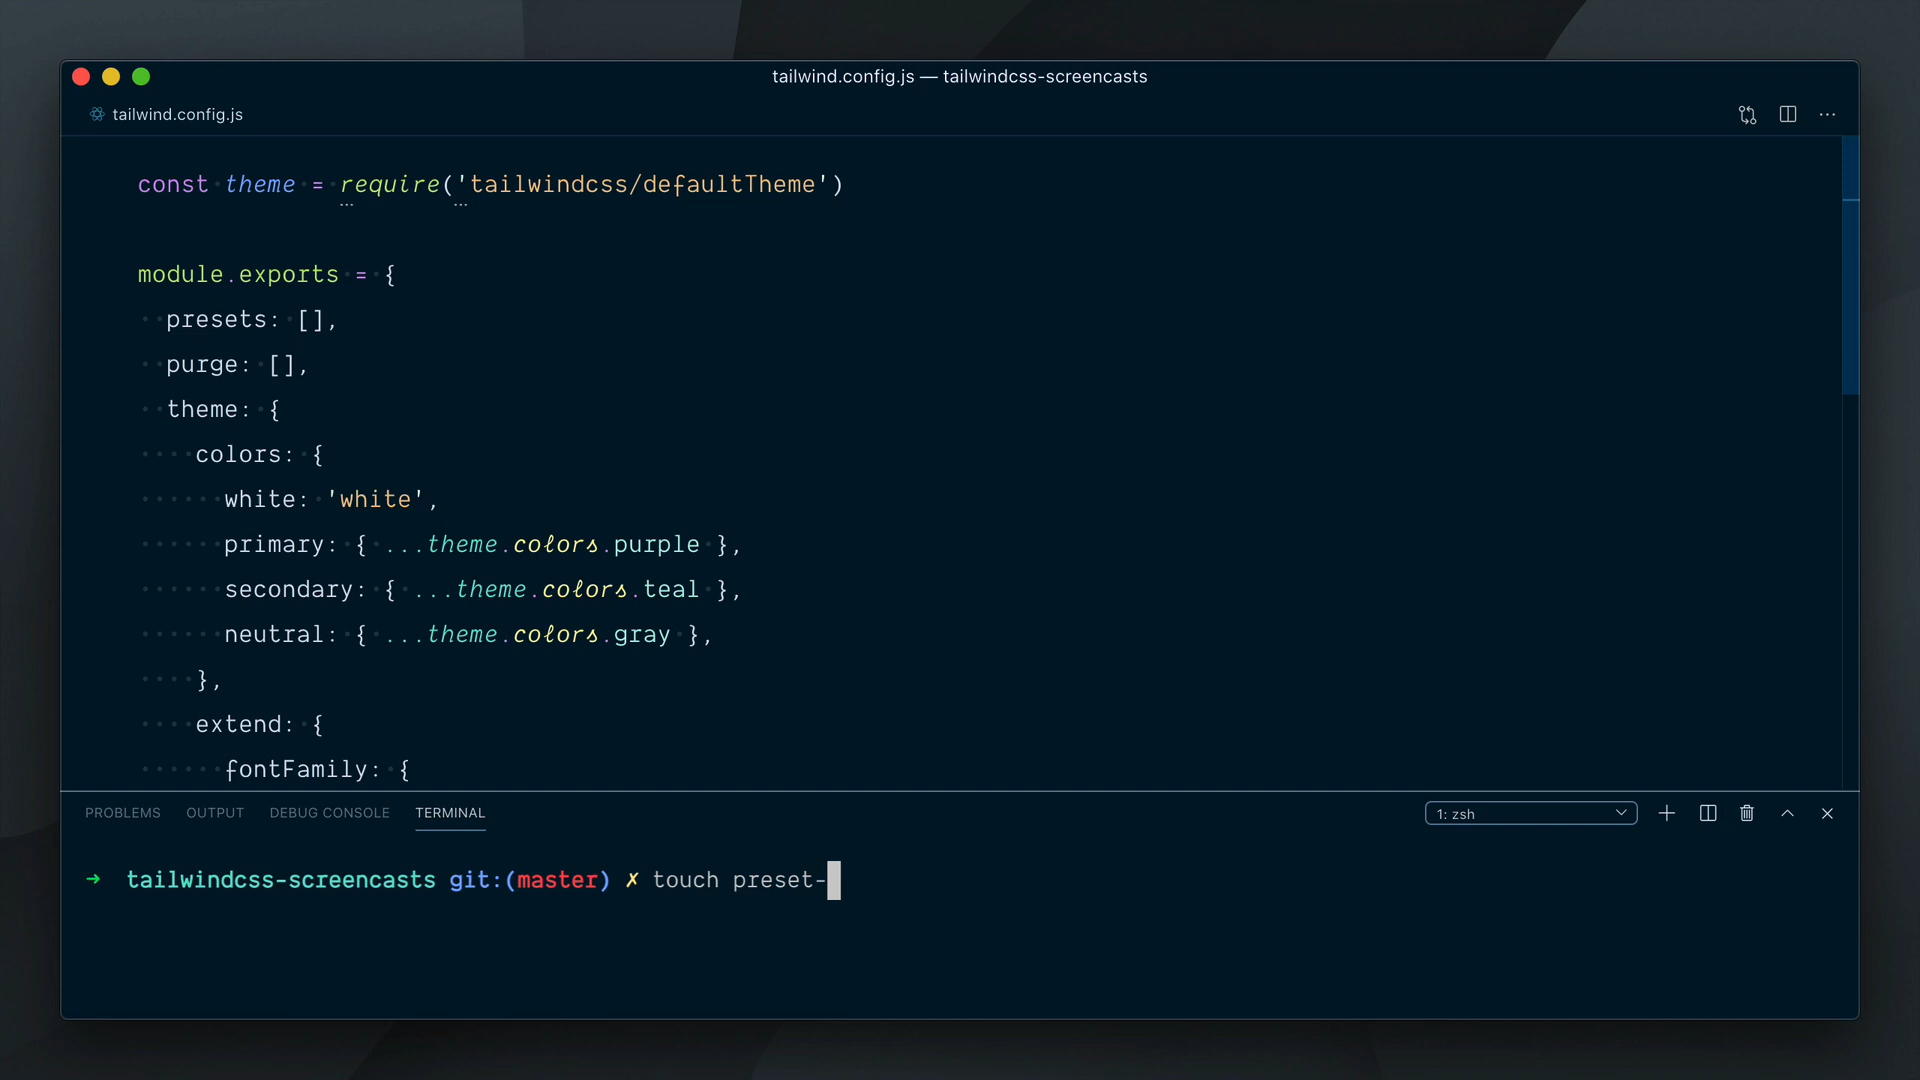 tailwind.config.js — tailwindcss-screencasts
tailwind.config.js
const theme = require('tailwindcss/defaultTheme')
module.exports = {
presets: [],
purge: [],
theme: {
colors: {
white: 'white',
primary: { ...theme.colors.purple },
secondary: { ...theme.colors.teal },
neutral: { ...theme.colors.gray },
},
extend: {
fontFamily: {
PROBLEMS OUTPUT DEBUG CONSOLE TERMINAL 1: zsh
➜ tailwindcss-screencasts git:(master) ✗ touch preset-